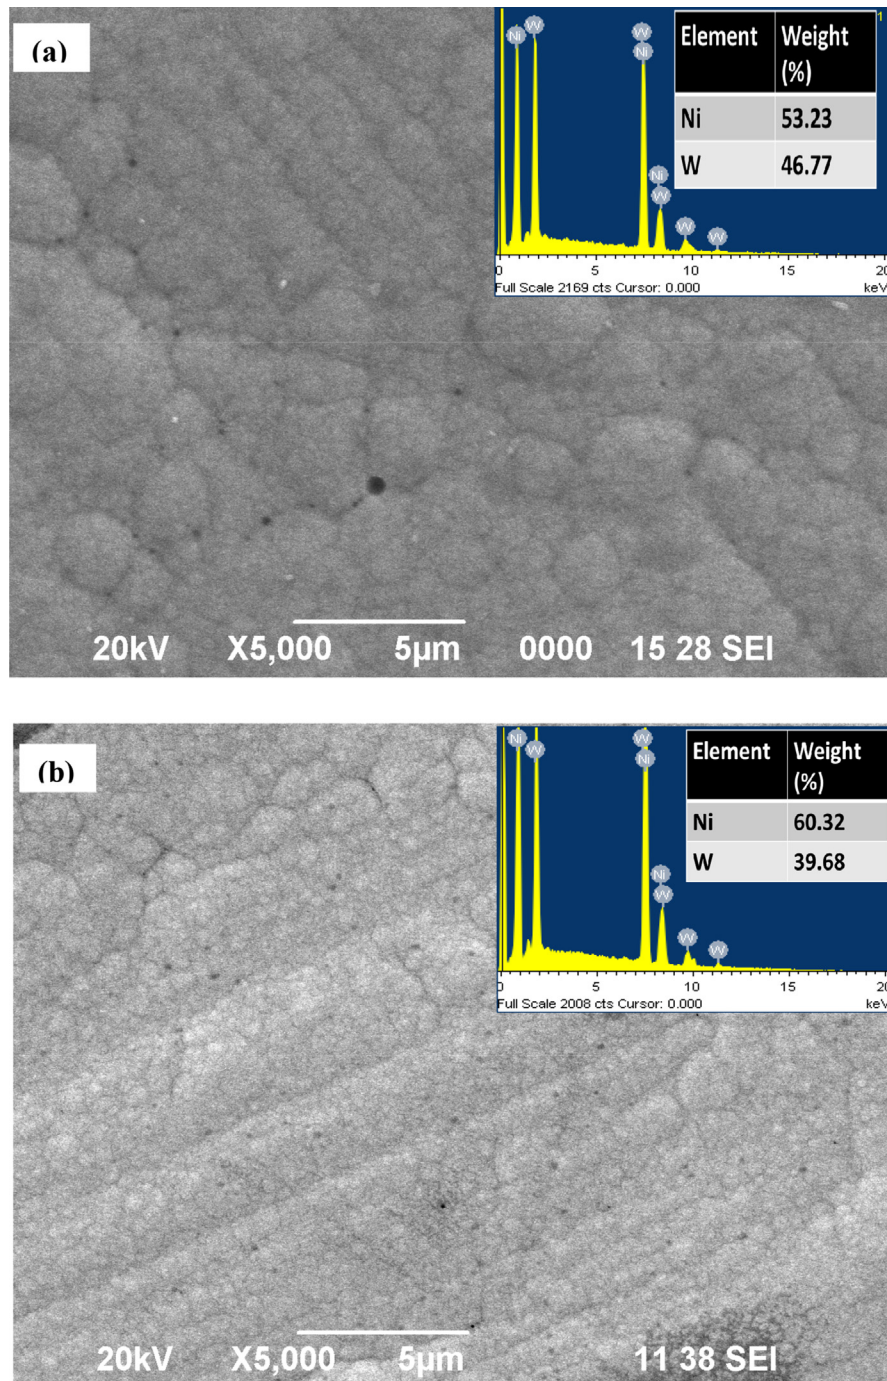 (a)
1
Element Weight (%)
Ni 53.23
W 46.77
Ni W W Ni Ni W W W
0 5 10 15 20
Full Scale 2169 cts Cursor: 0.000 keV
20kV X5,000 5µm 0000 15 28 SEI
(b)
Element Weight (%)
Ni 60.32
W 39.68
Ni W W Ni Ni W W W
0 5 10 15 20
Full Scale 2008 cts Cursor: 0.000 keV
20kV X5,000 5µm 11 38 SEI